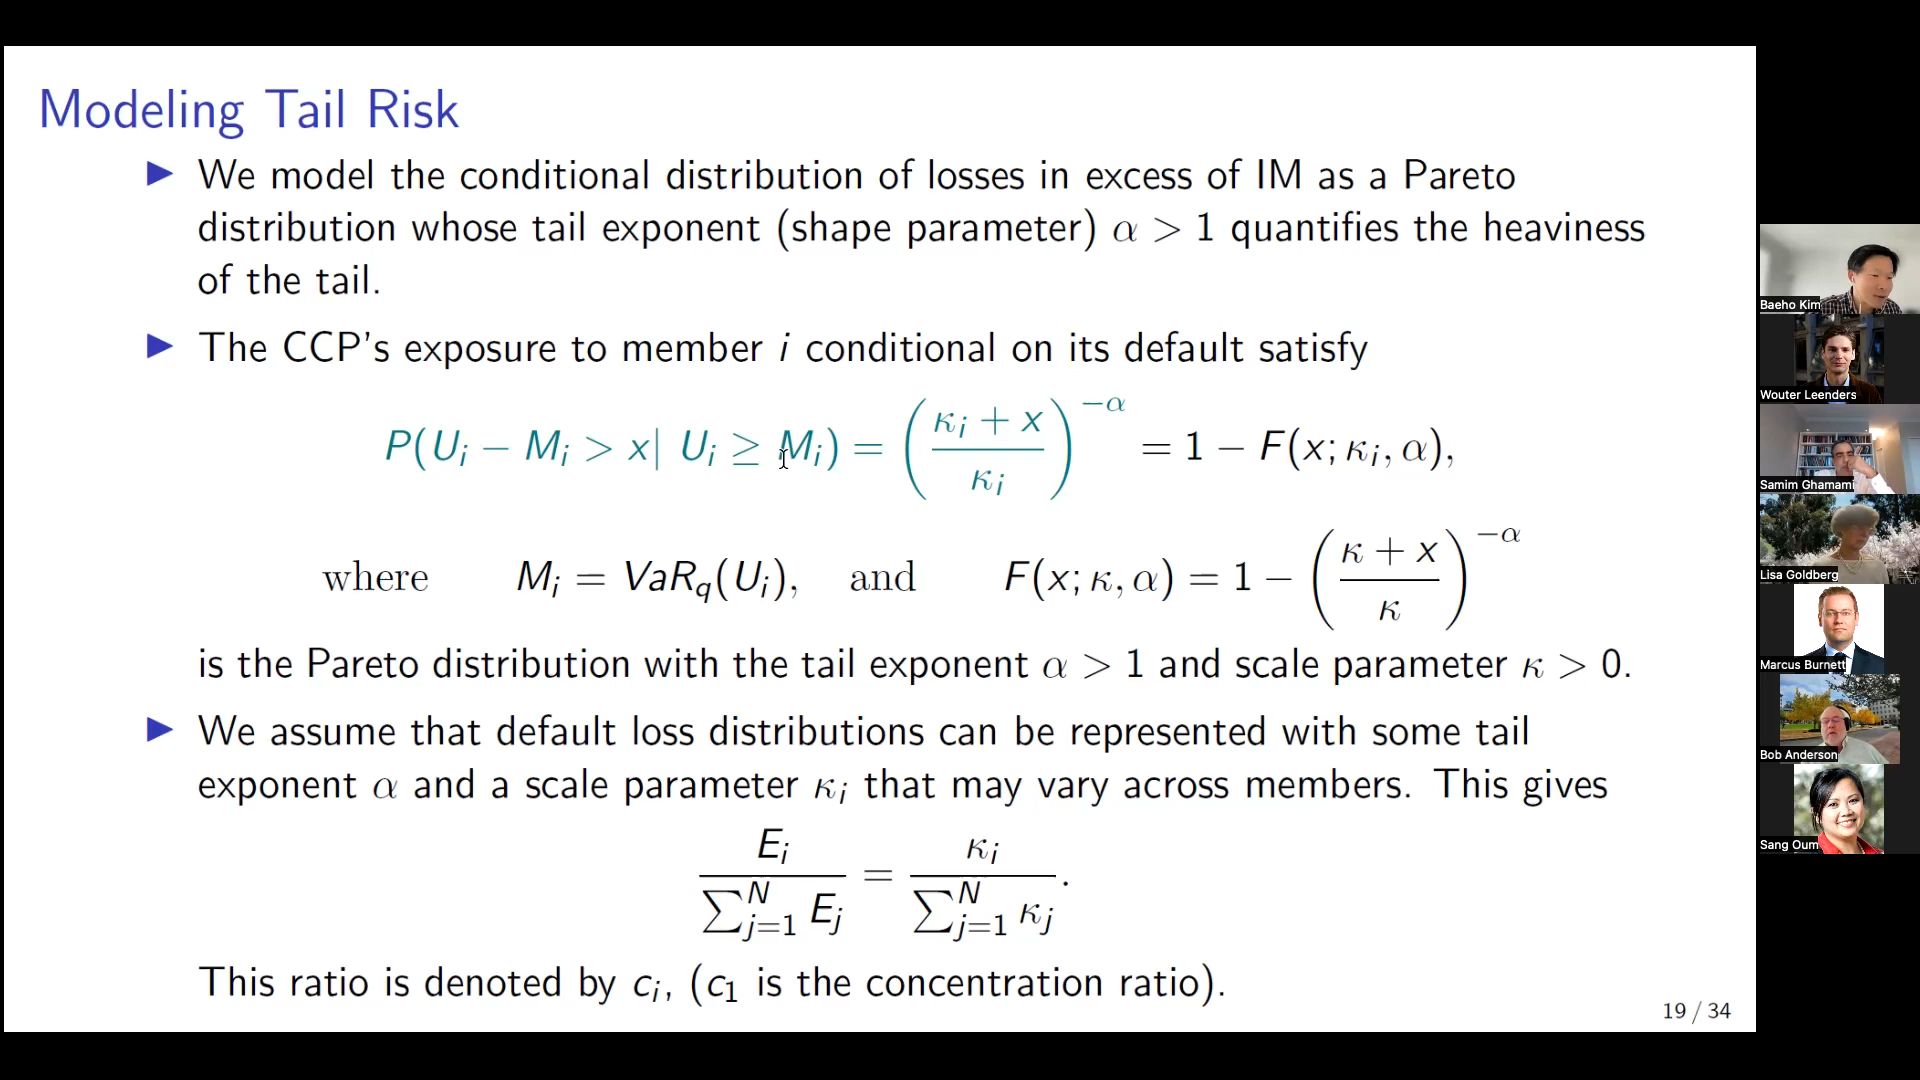 Modeling Tail Risk
▶ We model the conditional distribution of losses in excess of IM as a Pareto
distribution whose tail exponent (shape parameter) α > 1 quantifies the heaviness
of the tail.
▶ The CCP's exposure to member i conditional on its default satisfy
P(U_i − M_i > x| U_i ≥ M_i) = ((κ_i + x)/κ_i)^{−α} = 1 − F(x; κ_i, α),
where M_i = VaR_q(U_i), and F(x; κ, α) = 1 − ((κ + x)/κ)^{−α}
is the Pareto distribution with the tail exponent α > 1 and scale parameter κ > 0.
▶ We assume that default loss distributions can be represented with some tail
exponent α and a scale parameter κ_i that may vary across members. This gives
E_i/∑_{j=1}^N E_j = κ_i/∑_{j=1}^N κ_j.
This ratio is denoted by c_i, (c_1 is the concentration ratio).
19 / 34
Baeho Kim
Wouter Leenders
Samim Ghamami
Lisa Goldberg
Marcus Burnett
Bob Anderson
Sang Oum